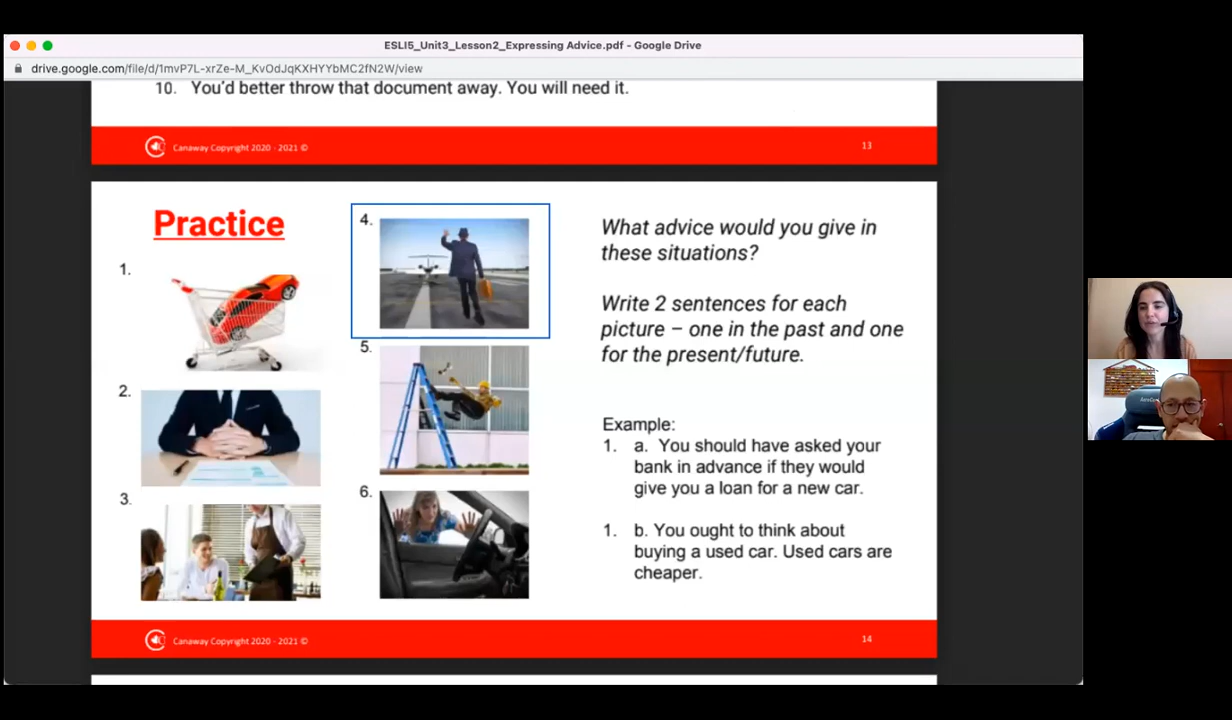 ESLI5_Unit3_Lesson2_Expressing Advice.pdf - Google Drive
drive.google.com/file/d/1mvP7L-xrZe-M_KvOdJqKXHYYbMC2fN2W/view
10. You'd better throw that document away. You will need it.
Canaway Copyright 2020 - 2021 ©
13
Practice
1.
2.
3.
4.
5.
6.
What advice would you give in
these situations?
Write 2 sentences for each
picture – one in the past and one
for the present/future.
Example:
1. a. You should have asked your
bank in advance if they would
give you a loan for a new car.
1. b. You ought to think about
buying a used car. Used cars are
cheaper.
Canaway Copyright 2020 - 2021 ©
14